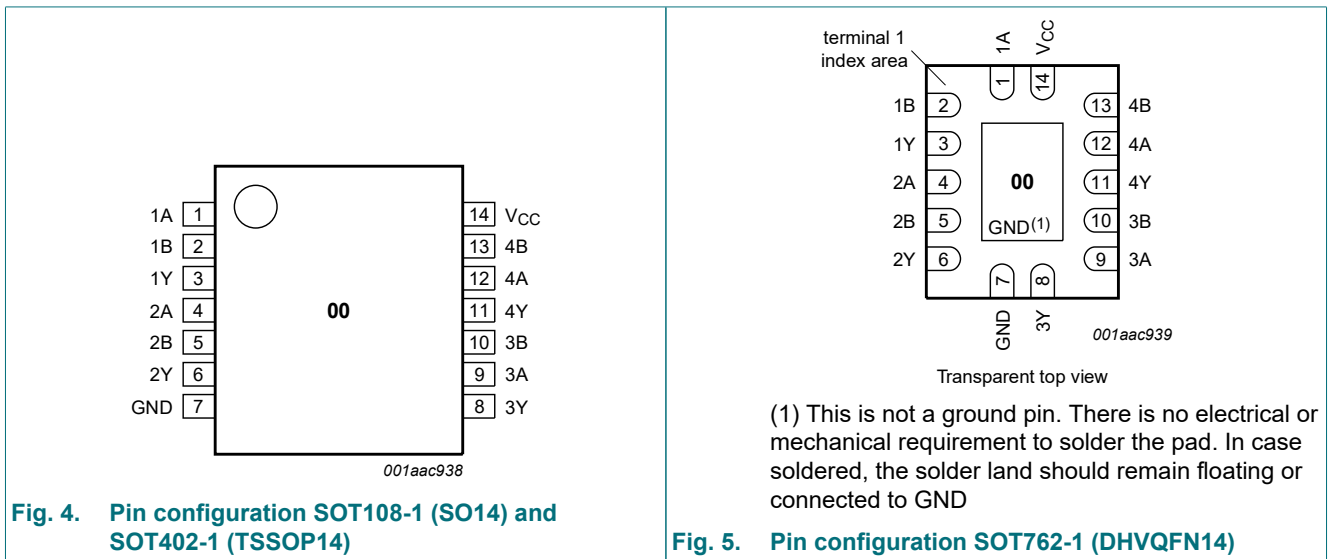 1A 1
1B 2
1Y 3
2A 4
2B 5
2Y 6
GND 7
00
14 VCC
13 4B
12 4A
11 4Y
10 3B
9 3A
8 3Y
001aac938
Fig. 4. Pin configuration SOT108-1 (SO14) and
SOT402-1 (TSSOP14)
terminal 1
index area
1A
VCC
1
14
1B 2
1Y 3
2A 4
2B 5
2Y 6
00
GND(1)
13 4B
12 4A
11 4Y
10 3B
9 3A
7
8
GND
3Y
001aac939
Transparent top view
(1) This is not a ground pin. There is no electrical or
mechanical requirement to solder the pad. In case
soldered, the solder land should remain floating or
connected to GND
Fig. 5. Pin configuration SOT762-1 (DHVQFN14)